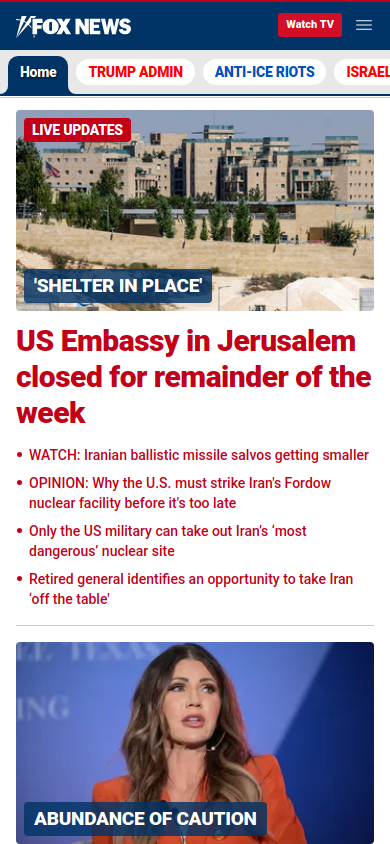 FOX NEWS
Watch TV
Home
TRUMP ADMIN
ANTI-ICE RIOTS
ISRAEL
LIVE UPDATES
'SHELTER IN PLACE'
US Embassy in Jerusalem
closed for remainder of the
week
WATCH: Iranian ballistic missile salvos getting smaller
OPINION: Why the U.S. must strike Iran's Fordow
nuclear facility before it's too late
Only the US military can take out Iran’s ‘most
dangerous’ nuclear site
Retired general identifies an opportunity to take Iran
‘off the table'
TEXAS
ING
ABUNDANCE OF CAUTION